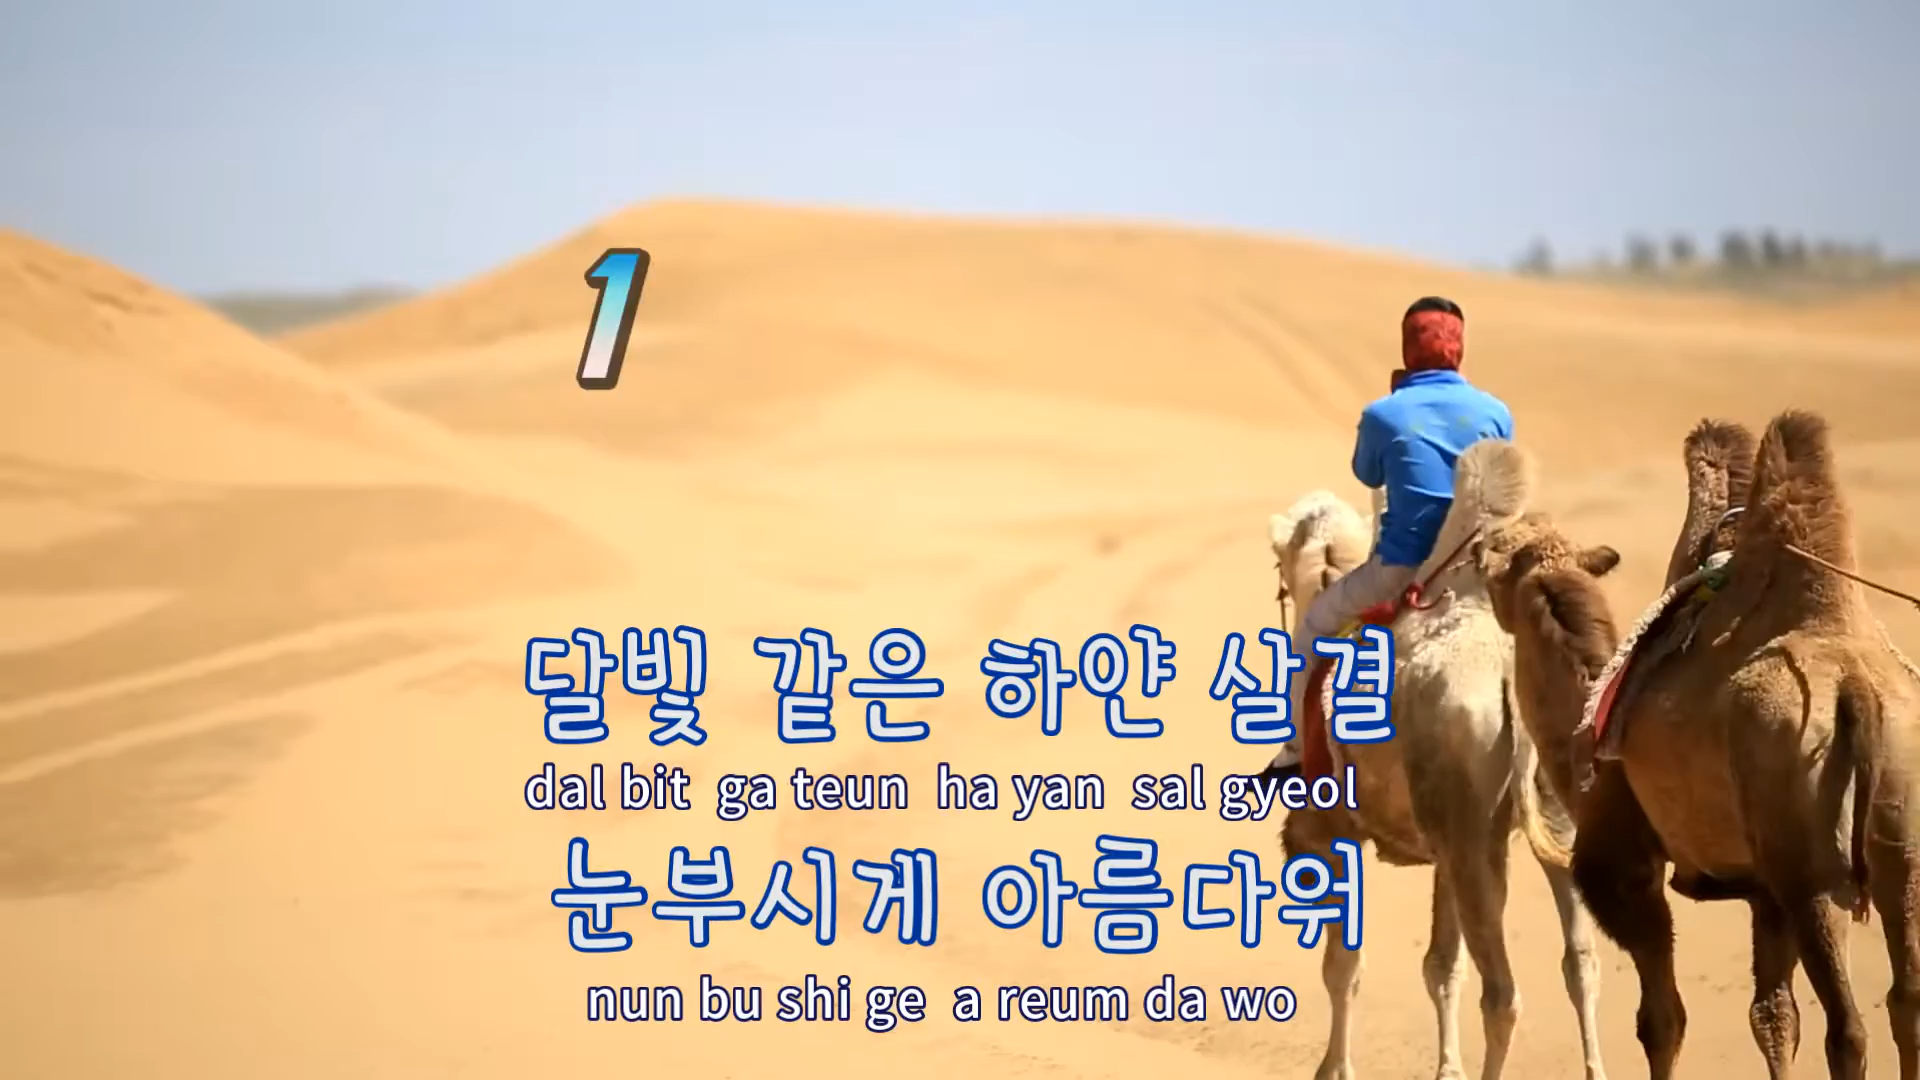 1
달빛 같은 하얀 살결
dal bit ga teun ha yan sal gyeol
눈부시게 아름다워
nun bu shi ge a reum da wo